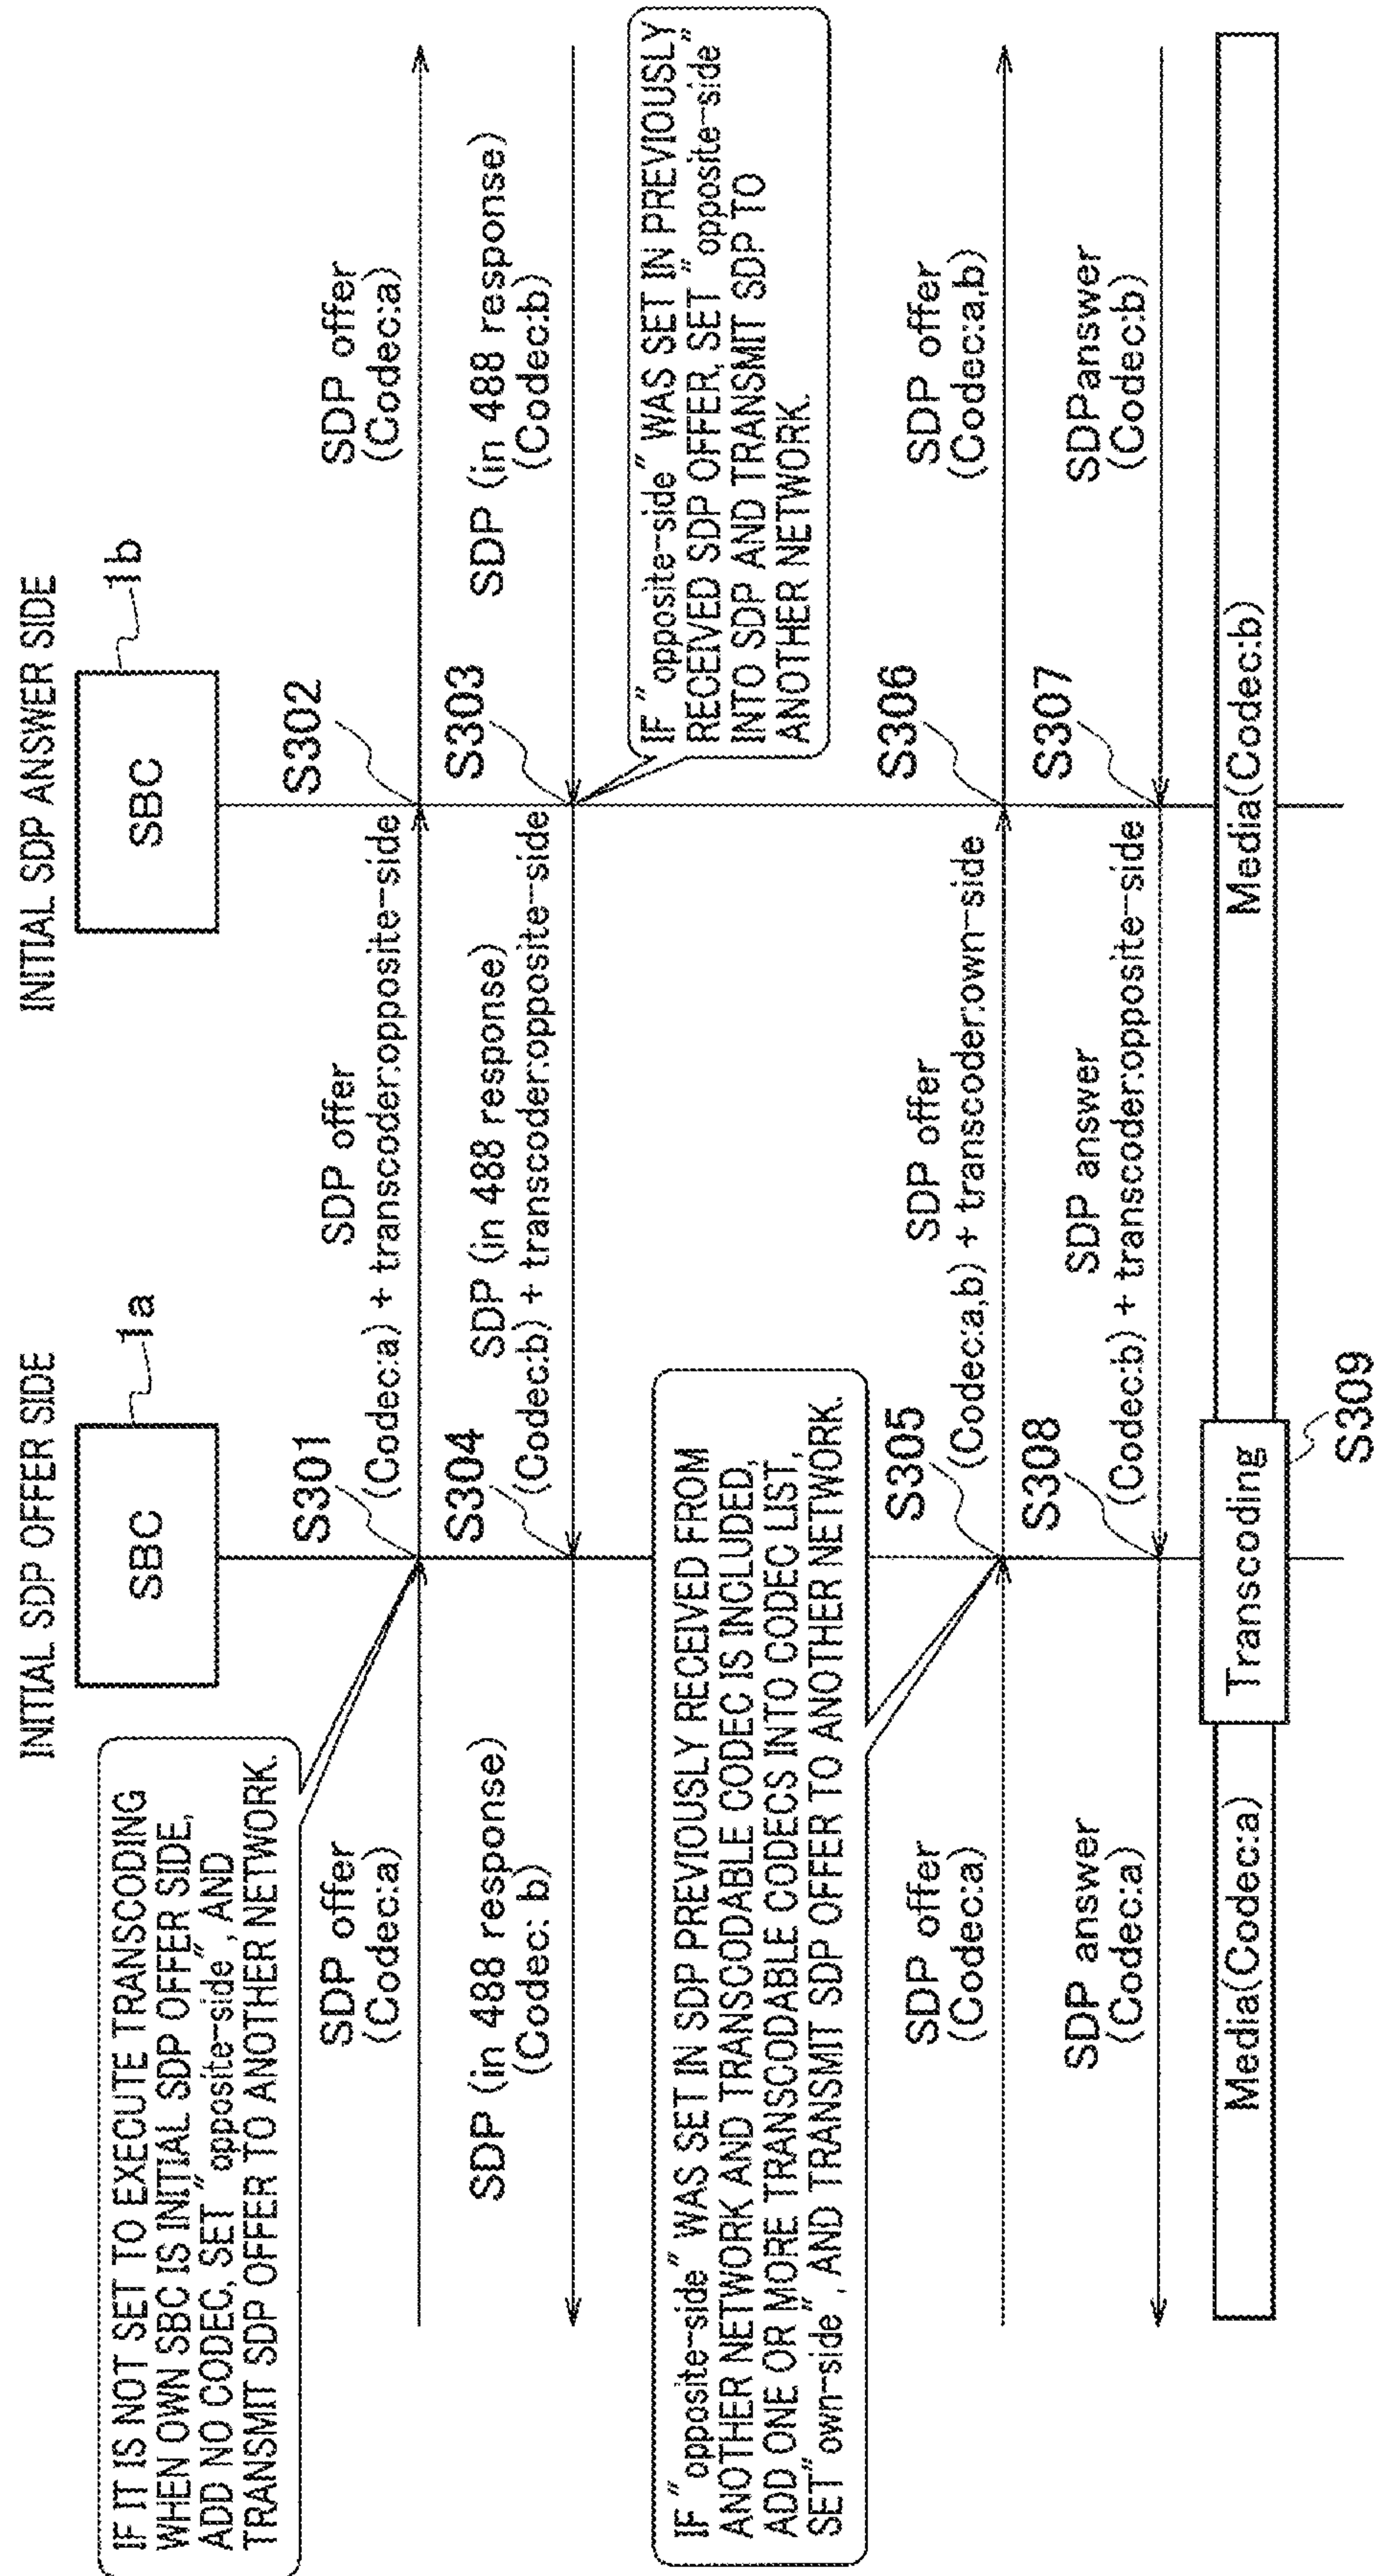 INITIAL SDP OFFER SIDE
INITIAL SDP ANSWER SIDE
SBC
1a
SBC
1b
IF IT IS NOT SET TO EXECUTE TRANSCODING
WHEN OWN SBC IS INITIAL SDP OFFER SIDE,
ADD NO CODEC, SET "opposite-side", AND
TRANSMIT SDP OFFER TO ANOTHER NETWORK.
SDP offer
(Codec:a)
S301
SDP offer
(Codec:a) + transcoder:opposite-side
S302
SDP offer
(Codec:a)
SDP (in 488 response)
(Codec: b)
S304
SDP (in 488 response)
(Codec:b) + transcoder:opposite-side
S303
SDP (in 488 response)
(Codec:b)
IF "opposite-side" WAS SET IN PREVIOUSLY
RECEIVED SDP OFFER, SET "opposite-side"
INTO SDP AND TRANSMIT SDP TO
ANOTHER NETWORK.
IF "opposite-side" WAS SET IN SDP PREVIOUSLY RECEIVED FROM
ANOTHER NETWORK AND TRANSCODABLE CODEC IS INCLUDED,
ADD ONE OR MORE TRANSCODABLE CODECS INTO CODEC LIST,
SET "own-side", AND TRANSMIT SDP OFFER TO ANOTHER NETWORK.
SDP offer
(Codec:a)
S305
SDP offer
(Codec:a,b) + transcoder:own-side
S306
SDP offer
(Codec:a,b)
SDP answer
(Codec:a)
S308
SDP answer
(Codec:b) + transcoder:opposite-side
S307
SDPanswer
(Codec:b)
Media(Codec:a)
Transcoding
Media(Codec:b)
S309